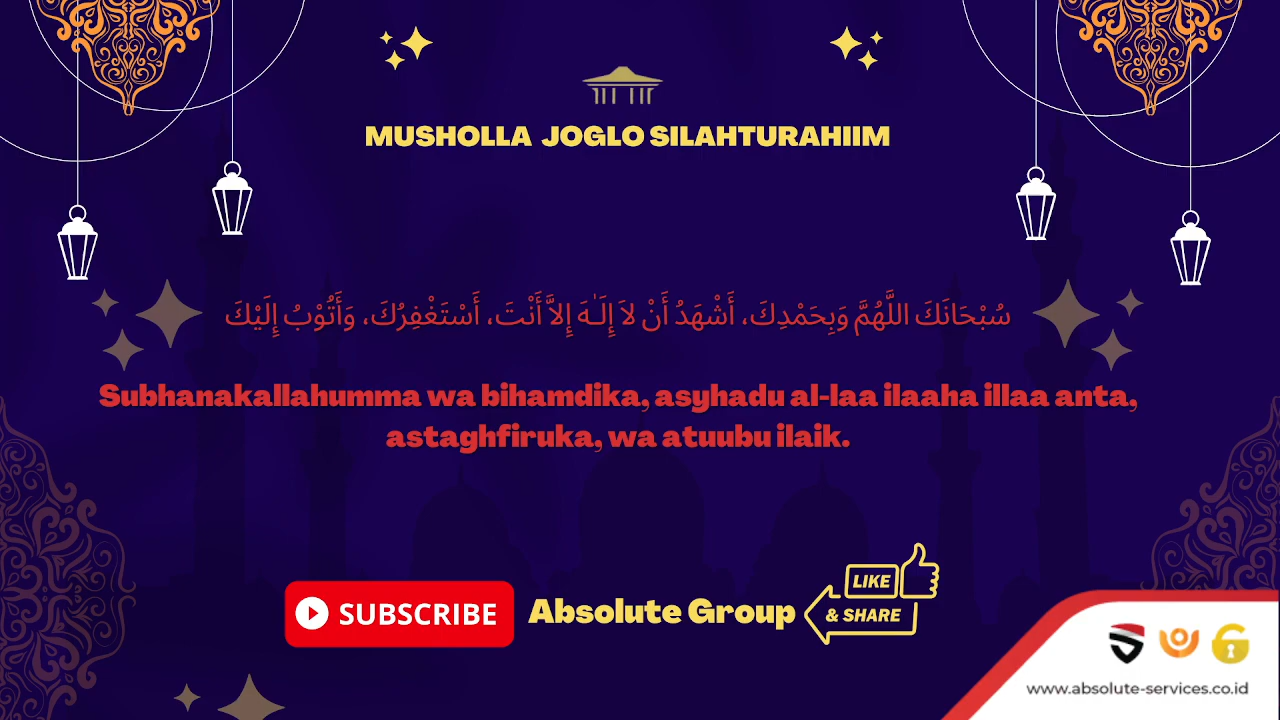 MUSHOLLA JOGLO SILAHTURAHIIM
سُبْحَانَكَ اللَّهُمَّ وَبِحَمْدِكَ، أَشْهَدُ أَنْ لاَ إِلَـٰهَ إِلاَّ أَنْتَ، أَسْتَغْفِرُكَ، وَأَتُوْبُ إِلَيْكَ
Subhanakallahumma wa bihamdika, asyhadu al-laa ilaaha illaa anta,
astaghfiruka, wa atuubu ilaik.
SUBSCRIBE
Absolute Group
LIKE
& SHARE
www.absolute-services.co.id